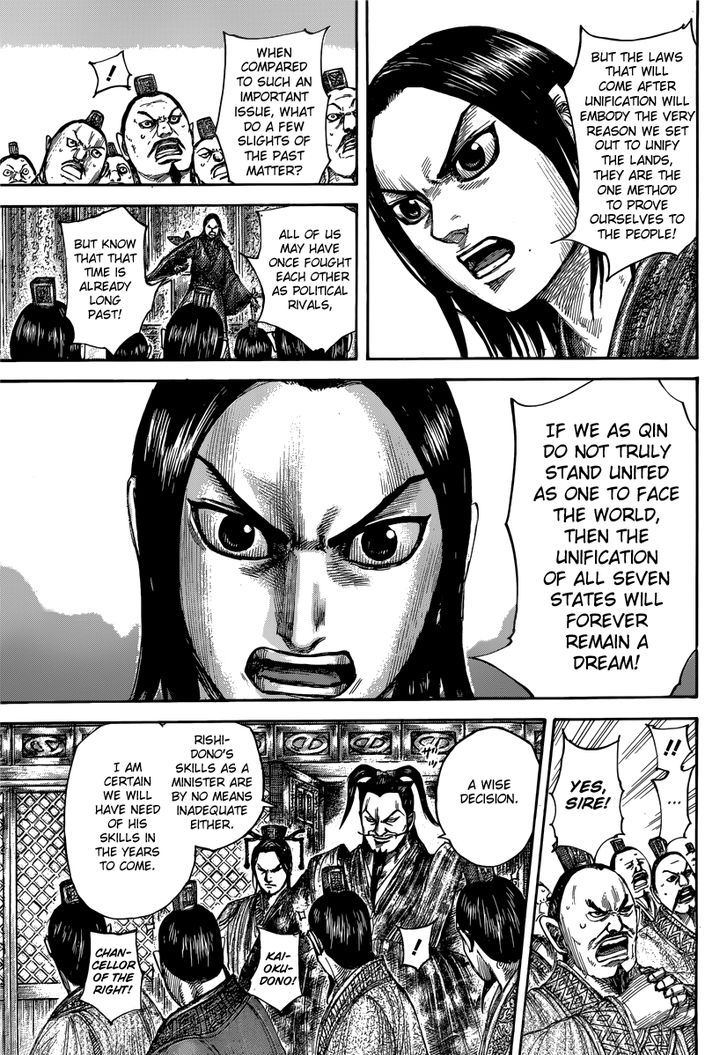 BUT THE LAWS
THAT WILL
COME AFTER
UNIFICATION WILL
EMBODY THE VERY
REASON WE SET
OUT TO UNIFY
THE LANDS,
THEY ARE THE
ONE METHOD
TO PROVE
OURSELVES TO
THE PEOPLE!
WHEN
COMPARED
TO SUCH AN
IMPORTANT
ISSUE, WHAT
DO A FEW
SLIGHTS OF
THE PAST
MATTER?
!
ALL OF US
MAY HAVE
ONCE FOUGHT
EACH OTHER
AS POLITICAL
RIVALS,
BUT KNOW
THAT THAT
TIME IS
ALREADY
LONG
PAST!
IF WE AS QIN
DO NOT TRULY
STAND UNITED
AS ONE TO FACE
THE WORLD,
THEN THE
UNIFICATION
OF ALL SEVEN
STATES WILL
FOREVER
REMAIN A
DREAM!
!!
...
YES,
SIRE!
A WISE
DECISION.
!
RISHI-
DONO'S
SKILLS AS A
MINISTER ARE
BY NO MEANS
INADEQUATE
EITHER.
KAI-
OKU-
DONO!
I AM
CERTAIN
WE WILL
HAVE NEED
OF HIS
SKILLS IN
THE YEARS
TO COME.
CHAN-
CELLOR
OF THE
RIGHT!